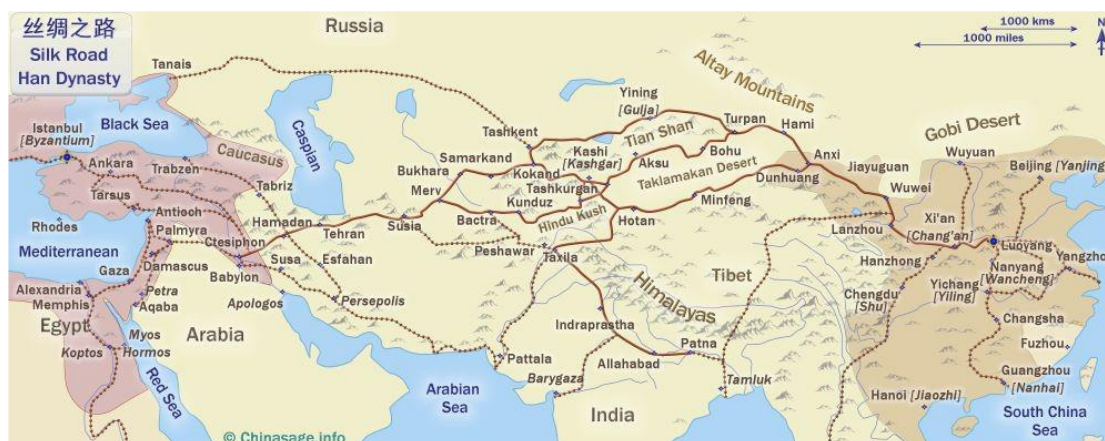 丝绸之路
Silk Road
Han Dynasty
Russia
1000 kms
1000 miles
N
Tanais
Altay Mountains
Yining
[Gulja]
Istanbul
[Byzantium]
Black Sea
Caspian
Tashkent
Tian Shan
Turpan
Hami
Gobi Desert
Ankara
Trabzen
Caucasus
Samarkand
Kashi
[Kashgar]
Aksu
Bohu
Anxi
Jiayuguan
Wuyuan
Beijing [Yanjing]
Tarsus
Tabriz
Bukhara
Kokand
Merv
Tashkurgan
Taklamakan Desert
Dunhuang
Wuwei
Antioch
Hamadan
Kunduz
Minfeng
Xi'an
[Chang'an]
Rhodes
Palmyra
Ctesiphon
Tehran
Susia
Bactra
Hindu Kush
Hotan
Lanzhou
Luoyang
Mediterranean
Damascus
Susa
Esfahan
Peshawar
Taxila
Tibet
Hanzhong
Nanyang
[Wancheng]
Yangzho
Gaza
Babylon
Himalayas
Chengdu
[Shu]
Yichang
[Yiling]
Alexandria
Memphis
Petra
Aqaba
Apologos
Persepolis
Changsha
Egypt
Arabia
Indraprastha
Patna
Fuzhou
Koptos
Myos
Hormos
Pattala
Allahabad
Guangzhou
[Nanhai]
Red Sea
Arabian
Sea
Barygaza
Tamluk
Hanoi [Jiaozhi]
India
South China
Sea
© Chinasage.info